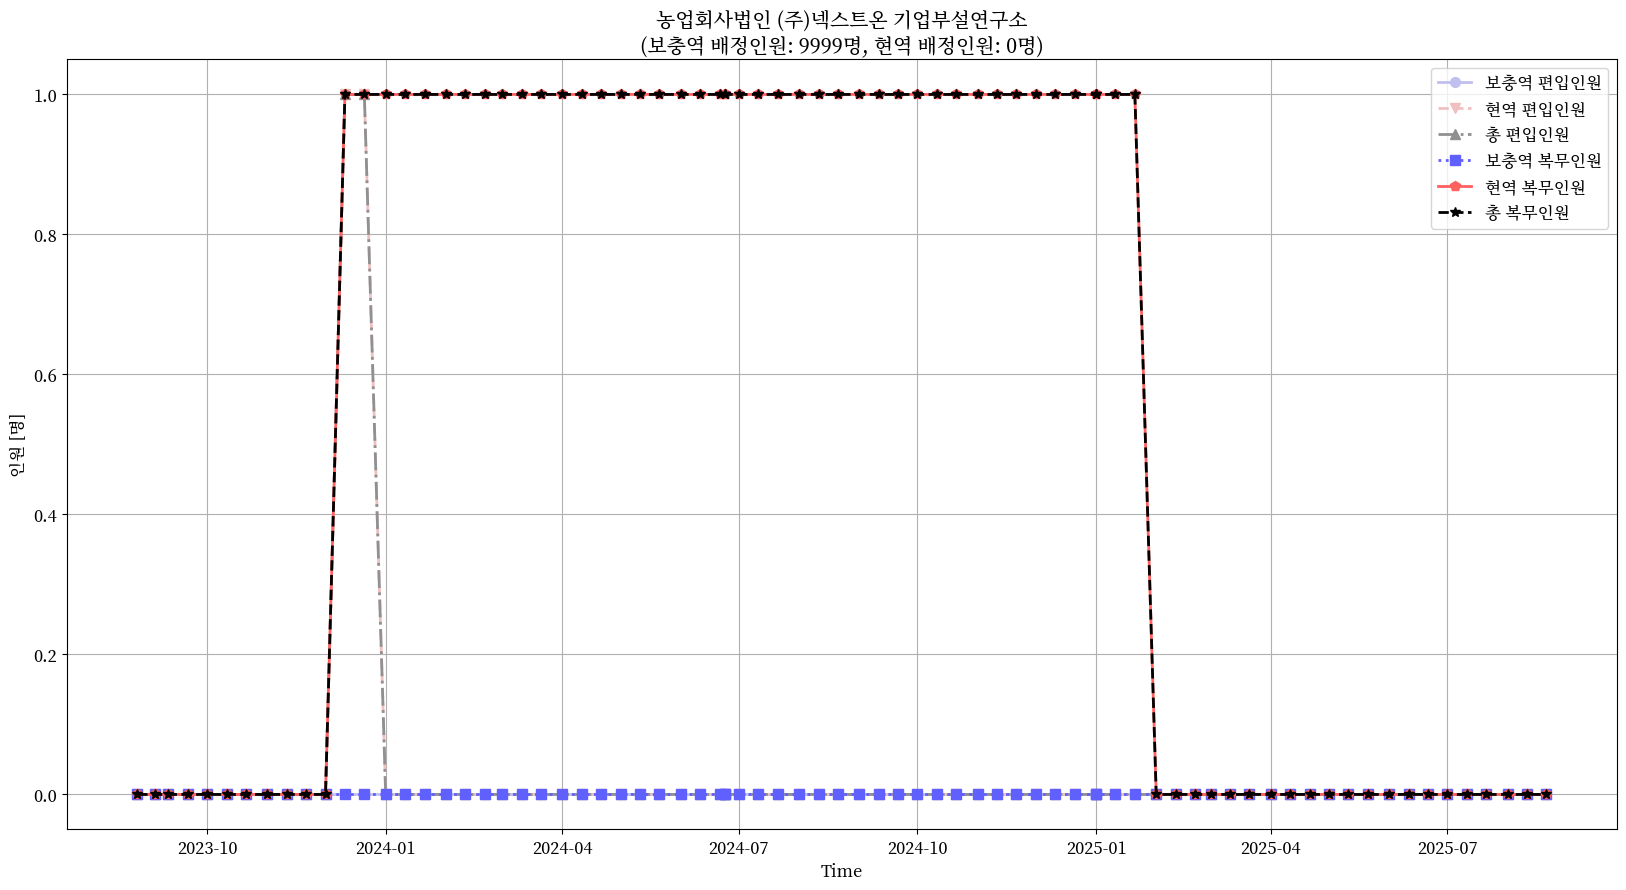 농업회사법인 (주)넥스트온 기업부설연구소
(보충역 배정인원: 9999명, 현역 배정인원: 0명)
보충역 편입인원
현역 편입인원
총 편입인원
보충역 복무인원
현역 복무인원
총 복무인원
인원 [명]
1.0
0.8
0.6
0.4
0.2
0.0
2023-10
2024-01
2024-04
2024-07
2024-10
2025-01
2025-04
2025-07
Time